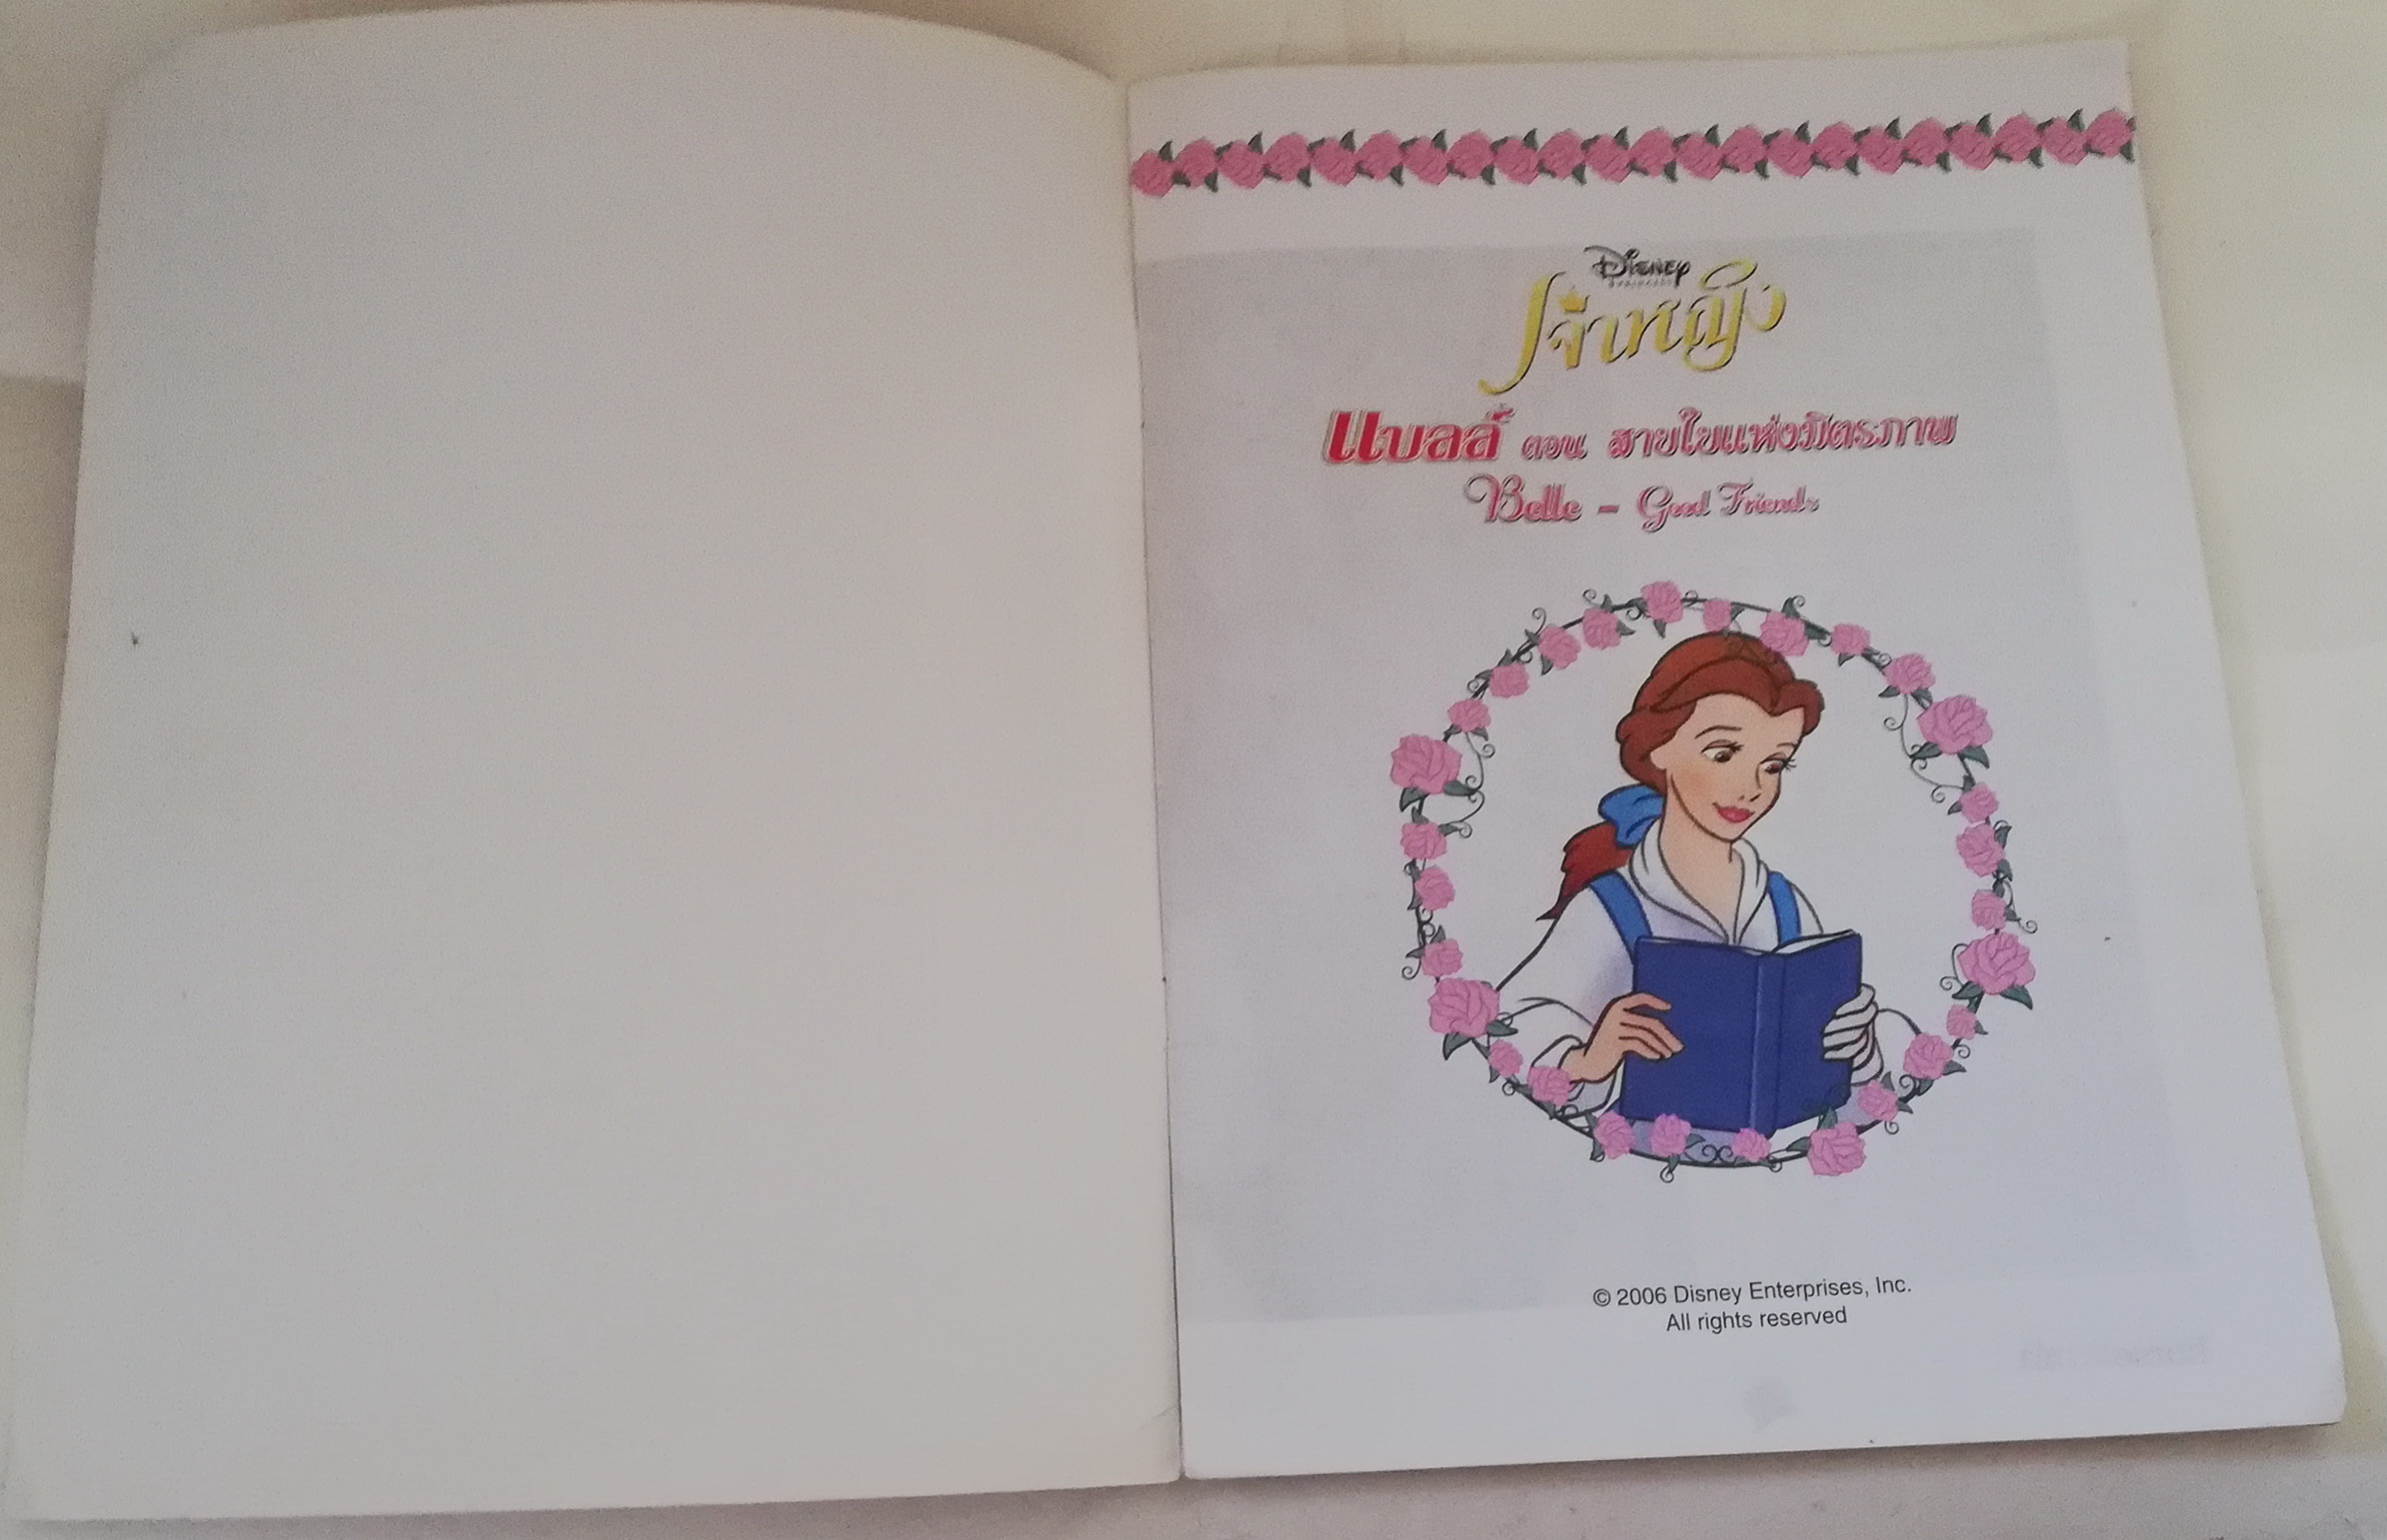 Disney
เจ้าหญิง
แบลล์ ตอน สายใยแห่งมิตรภาพ
Belle - Good Friends
© 2006 Disney Enterprises, Inc.
All rights reserved